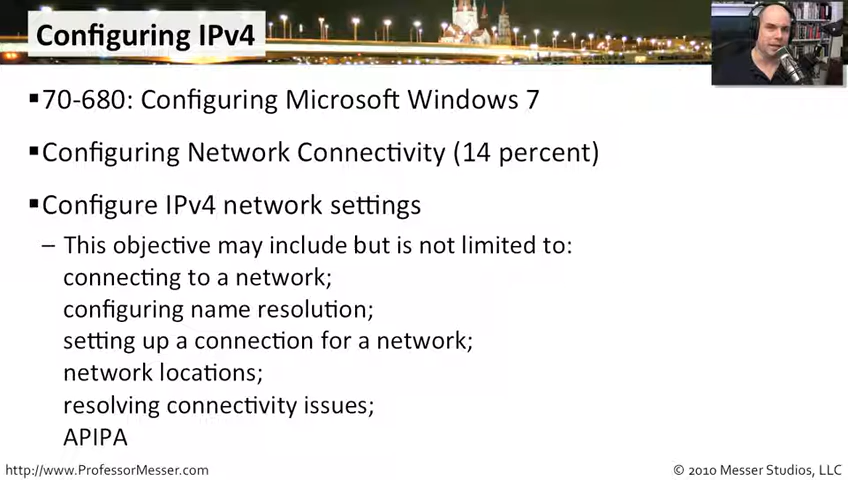 Configuring IPv4
▪70-680: Configuring Microsoft Windows 7
▪Configuring Network Connectivity (14 percent)
▪Configure IPv4 network settings
– This objective may include but is not limited to:
connecting to a network;
configuring name resolution;
setting up a connection for a network;
network locations;
resolving connectivity issues;
APIPA
http://www.ProfessorMesser.com
© 2010 Messer Studios, LLC